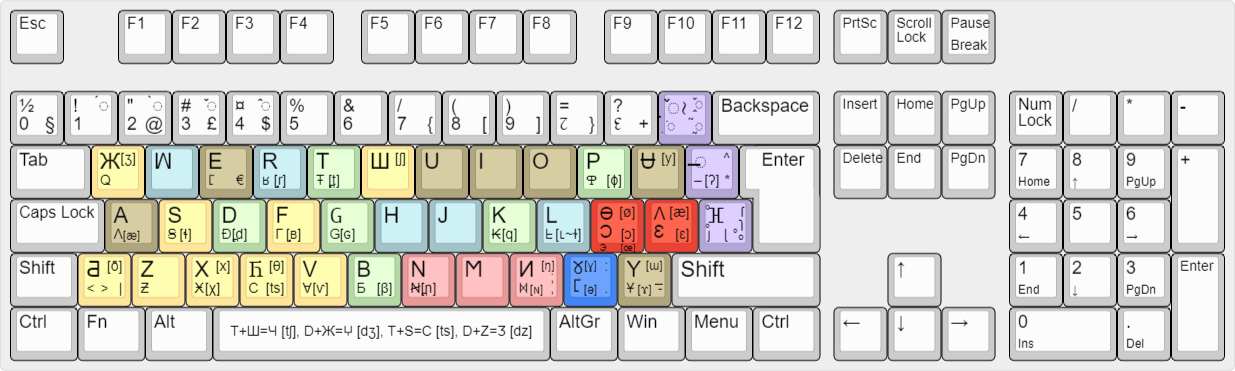 Esc F1 F2 F3 F4 F5 F6 F7 F8 F9 F10 F11 F12 PrtSc Scroll Lock Pause Break
½ 0 §
! 1
" 2 @
# 3 £
¤ 4 $
% 5
& 6
/ 7 {
( 8 [
) 9 ]
= }
? +
Backspace Insert Home PgUp Num Lock / * -
Tab
Ж [ʒ] Q
E €
R [ɾ]
T Ŧ
Ш [ʃ]
U I O
P [ɸ]
Ʉ [y]
^ – [ʔ] *
Enter Delete End PgDn
7 Home
8 ↑
9 PgUp
+
Caps Lock
A Ʌ[æ]
S [ɬ]
D
F [ʙ]
G [ɢ]
H J
K Ꝁ[q]
L [ʟ~ɬ]
Ɵ [ø] Ɔ [ɔ] [œ]
Ʌ [æ] Ɛ [ɛ]
4 ←
5
6 →
Shift
[ð] < > |
Z Ƶ
X [x] Ӿ[χ]
[θ] C [ts]
V Ɐ[ⱱ]
B Б [β]
N [ɲ]
M
И [ŋ] [ɴ]
Ɣ[ɣ] : [ə] .
Y [ɯ] ¥ [ɤ]
Shift ↑
1 End
2 ↓
3 PgDn
Enter
Ctrl Fn Alt
T+Ш=Ч [tʃ], D+Ж=Џ [dʒ], T+S=C [ts], D+Z=Ʒ [dz]
AltGr Win Menu Ctrl ← ↓ →
0 Ins
. Del